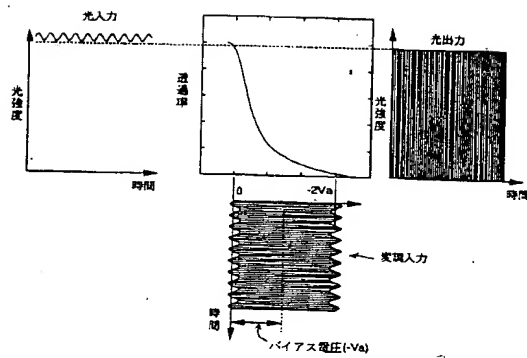 光入力
光強度
時間
透過率
0
-2Va
光出力
光強度
時間
変調入力
時間
バイアス電圧(-Va)